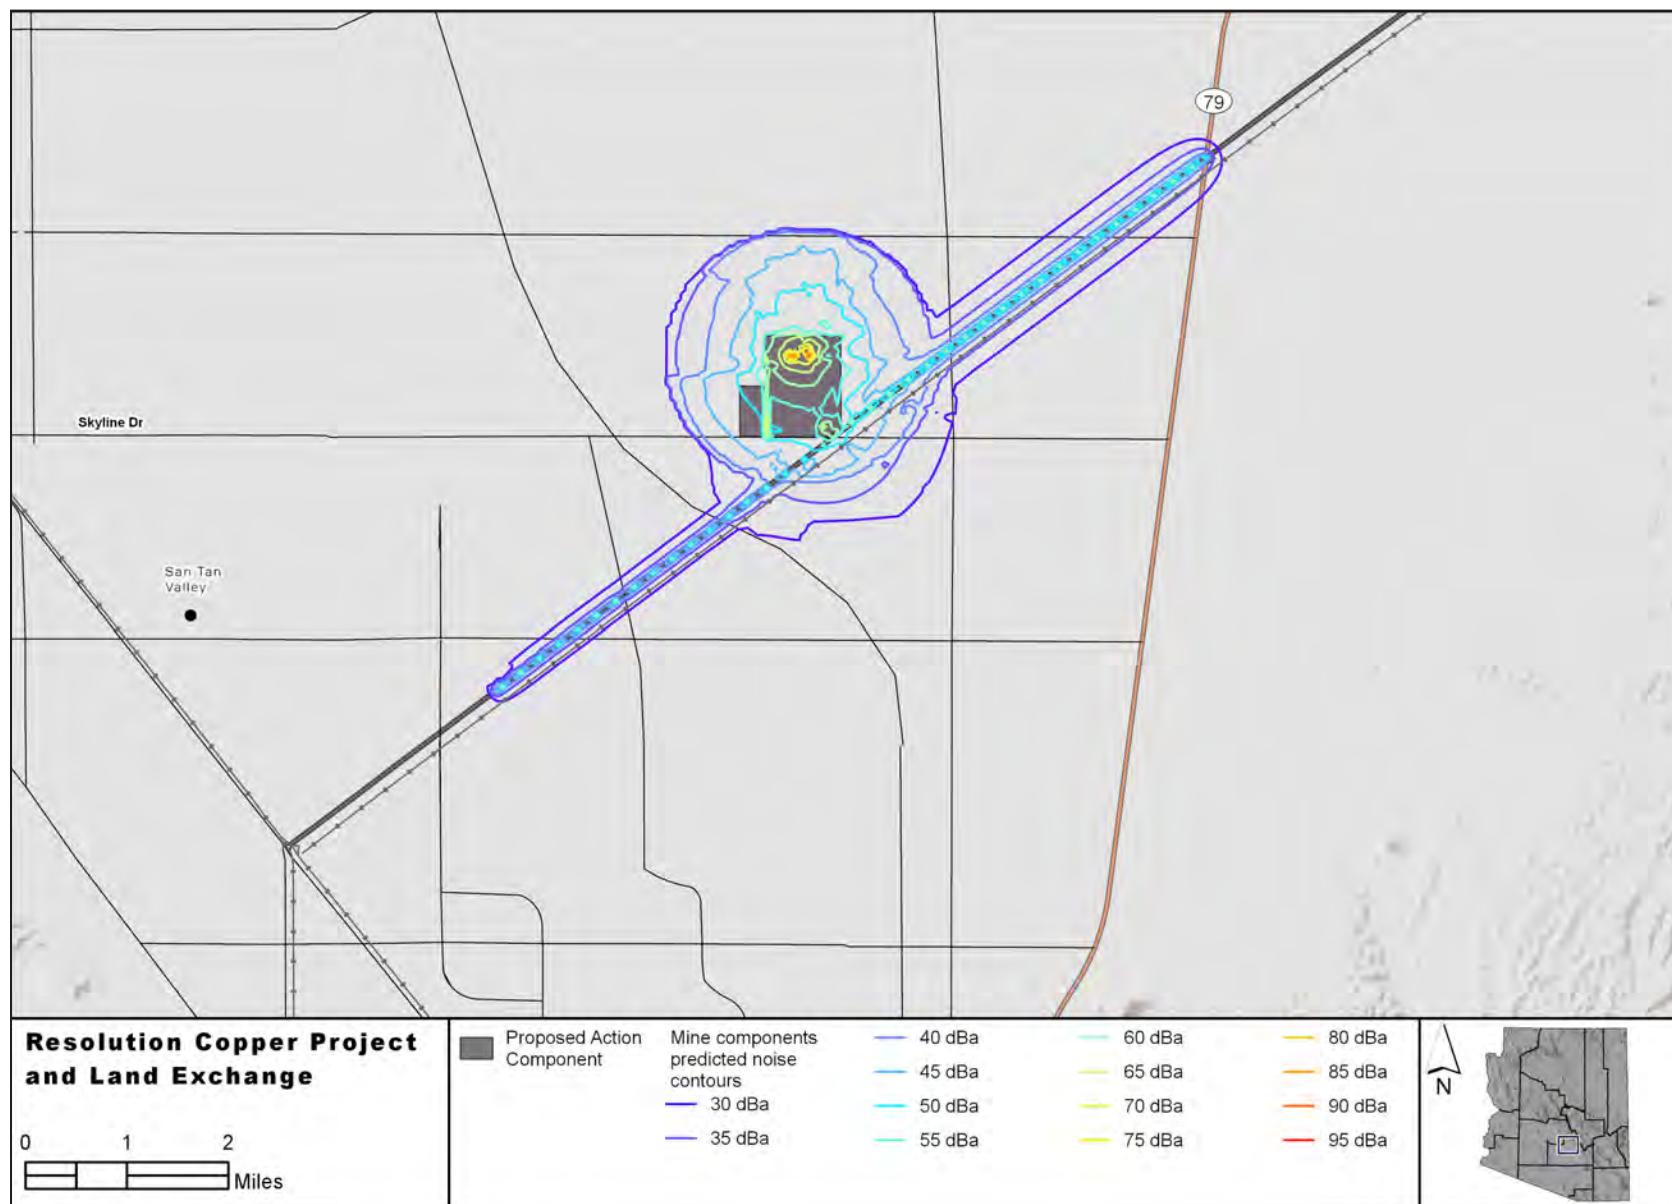 79
Skyline Dr
San Tan
Valley
Resolution Copper Project
and Land Exchange
0 1 2
Miles
Proposed Action
Component
Mine components
predicted noise
contours
30 dBa
35 dBa
40 dBa
45 dBa
50 dBa
55 dBa
60 dBa
65 dBa
70 dBa
75 dBa
80 dBa
85 dBa
90 dBa
95 dBa
N